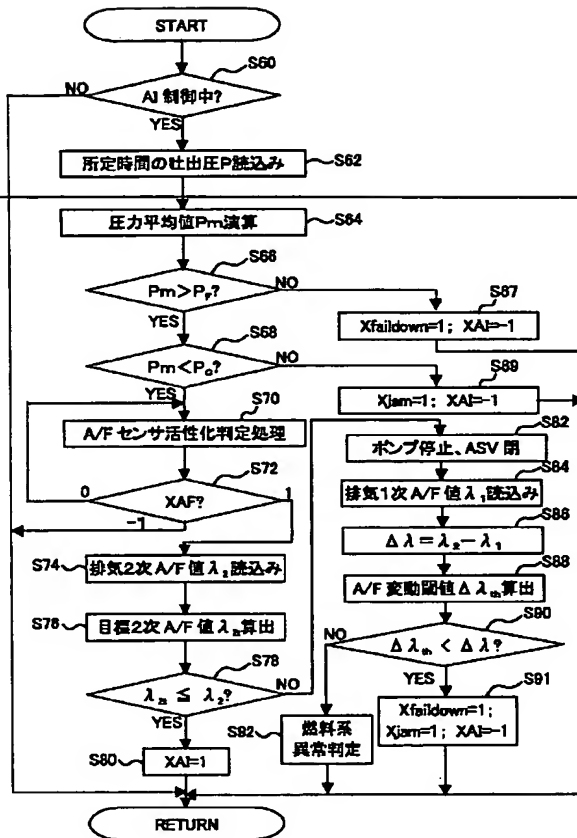 START
S60
NO
AI 制御中?
YES
所定時間の吐出圧P読込み
S62
圧力平均値Pm演算
S64
S66
Pm>PF?
NO
YES
S67
Xfaildown=1; XAI=-1
S68
Pm<P₀?
NO
YES
S69
Xjam=1; XAI=-1
S70
A/F センサ活性化判定処理
S82
ポンプ停止、ASV 閉
S72
XAF?
0
1
-1
S84
排気1次 A/F 値λ₁読込み
S86
Δλ=λ₂-λ₁
S74
排気2次 A/F 値λ₂読込み
S88
A/F 変動閾値Δλth算出
S76
目標2次 A/F 値λ₂ₜ算出
S90
NO
Δλth<Δλ?
YES
S78
NO
YES
S91
Xfaildown=1;
Xjam=1; XAI=-1
S92
燃料系
異常判定
S80
XAI=1
RETURN